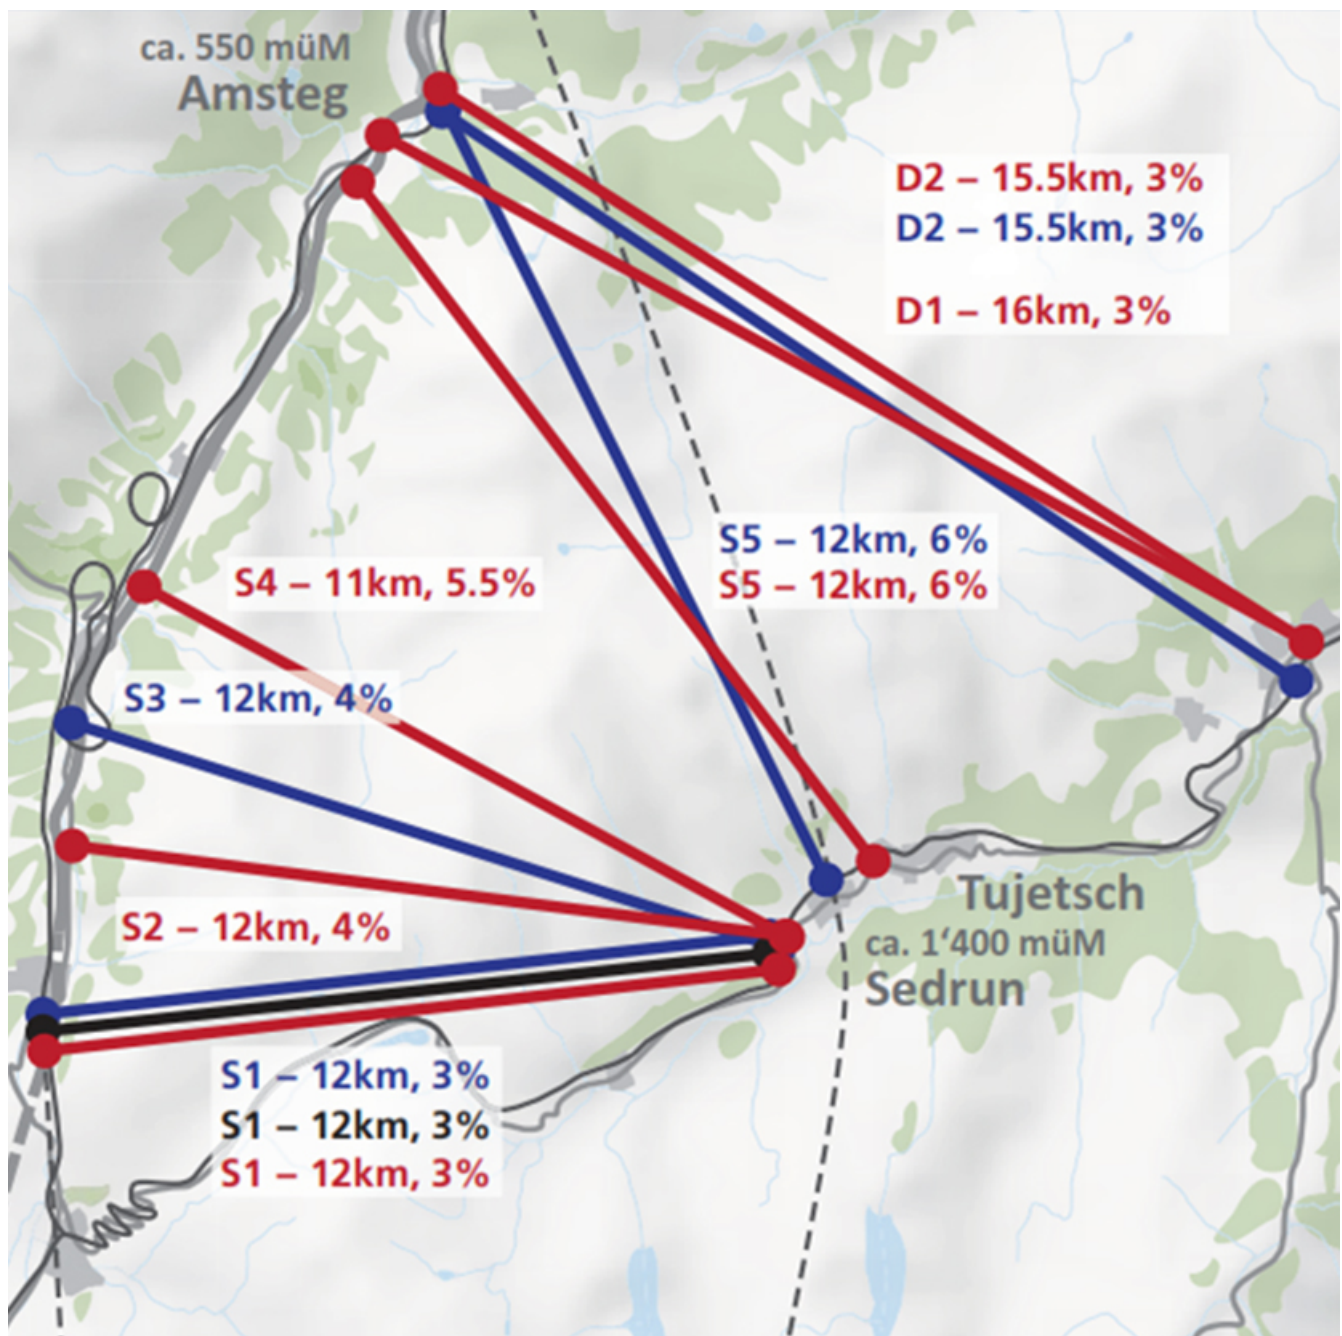 ca. 550 müM
Amsteg
D2 – 15.5km, 3%
D2 – 15.5km, 3%
D1 – 16km, 3%
S5 – 12km, 6%
S5 – 12km, 6%
S4 – 11km, 5.5%
S3 – 12km, 4%
S2 – 12km, 4%
Tujetsch
ca. 1‘400 müM
Sedrun
S1 – 12km, 3%
S1 – 12km, 3%
S1 – 12km, 3%